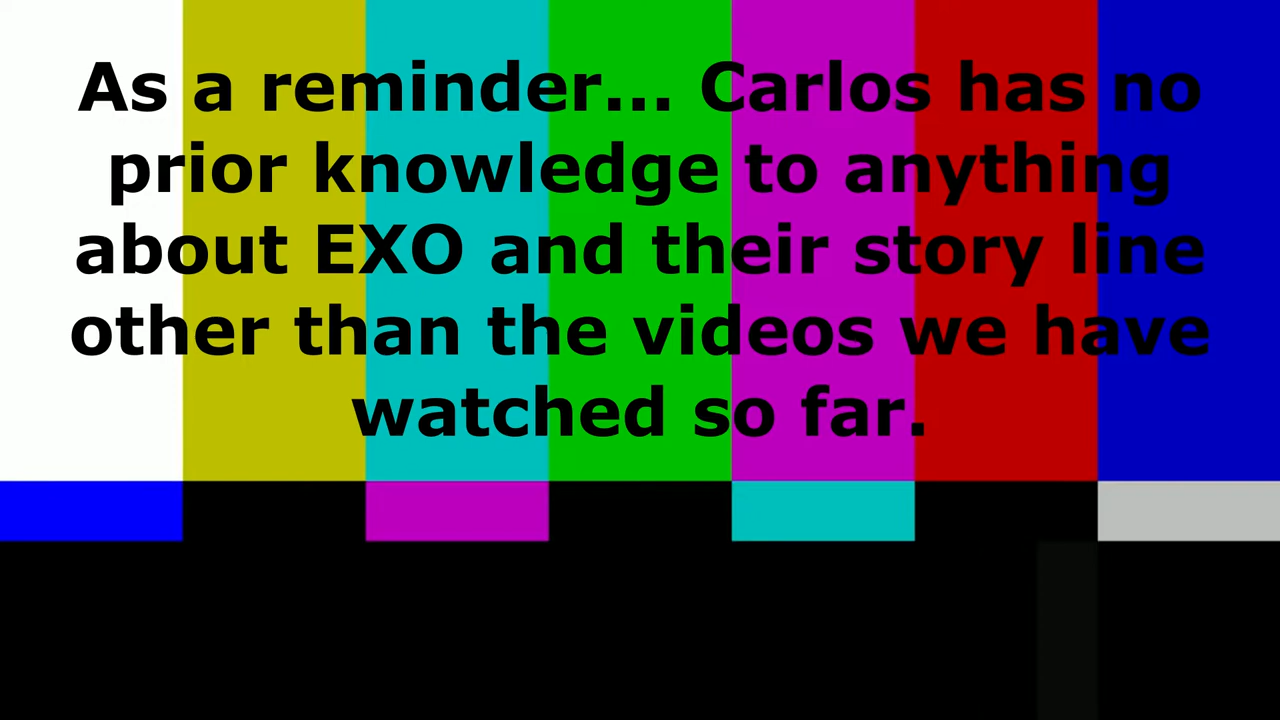 As a reminder... Carlos has no
prior knowledge to anything
about EXO and their story line
other than the videos we have
watched so far.